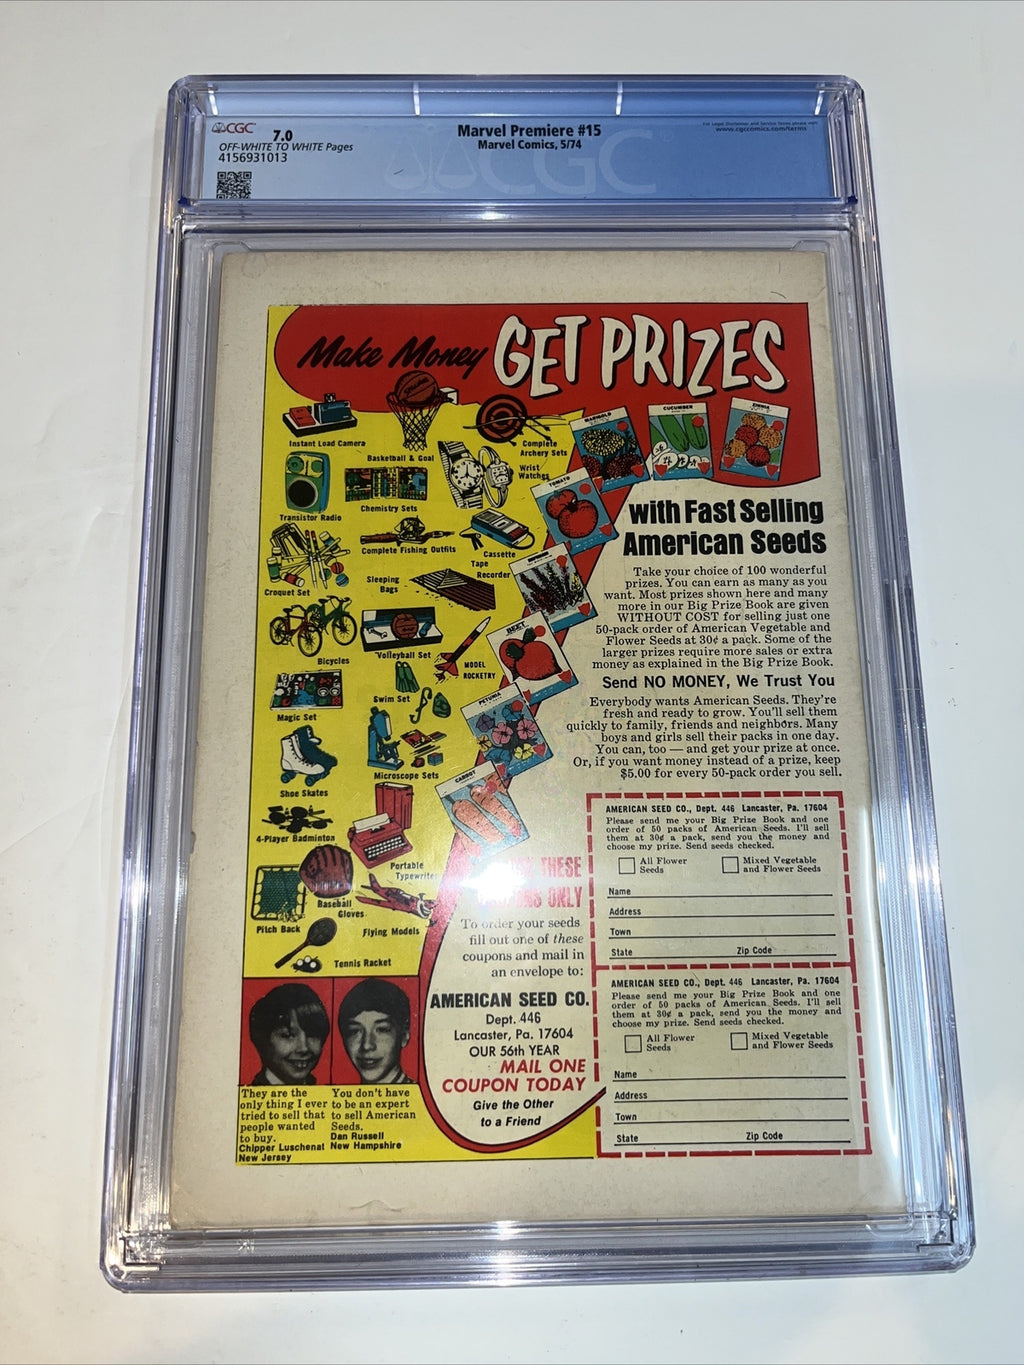 CGC
7.0
OFF-WHITE TO WHITE Pages
4156931013
Marvel Premiere #15
Marvel Comics, 5/74
For Legal Disclaimer and Service Terms please visit
www.cgccomics.com/terms
CGC
Make Money GET PRIZES
Instant Load Camera
Basketball & Goal
Complete
Archery Sets
Wrist
Watches
Transistor Radio
Chemistry Sets
Complete Fishing Outfits
Cassette
Tape
Recorder
Croquet Set
Sleeping
Bags
Bicycles
Volleyball Set
MODEL
ROCKETRY
Magic Set
Swim Set
Shoe Skates
Microscope Sets
4-Player Badminton
Portable
Typewriter
Pitch Back
Baseball
Gloves
Flying Models
Tennis Racket
MARIGOLD
CUCUMBER
ZINNIA
TOMATO
BEET
PETUNIA
CARROT
with Fast Selling
American Seeds
Take your choice of 100 wonderful
prizes. You can earn as many as you
want. Most prizes shown here and many
more in our Big Prize Book are given
WITHOUT COST for selling just one
50-pack order of American Vegetable and
Flower Seeds at 30¢ a pack. Some of the
larger prizes require more sales or extra
money as explained in the Big Prize Book.
Send NO MONEY, We Trust You
Everybody wants American Seeds. They're
fresh and ready to grow. You'll sell them
quickly to family, friends and neighbors. Many
boys and girls sell their packs in one day.
You can, too — and get your prize at once.
Or, if you want money instead of a prize, keep
$5.00 for every 50-pack order you sell.
THESE
ONLY
To order your seeds
fill out one of these
coupons and mail in
an envelope to:
AMERICAN SEED CO.
Dept. 446
Lancaster, Pa. 17604
OUR 56th YEAR
MAIL ONE
COUPON TODAY
Give the Other
to a Friend
AMERICAN SEED CO., Dept. 446 Lancaster, Pa. 17604
Please send me your Big Prize Book and one
order of 50 packs of American Seeds. I'll sell
them at 30¢ a pack, send you the money and
choose my prize. Send seeds checked.
All Flower
Seeds
Mixed Vegetable
and Flower Seeds
Name
Address
Town
State Zip Code
AMERICAN SEED CO., Dept. 446 Lancaster, Pa. 17604
Please send me your Big Prize Book and one
order of 50 packs of American Seeds. I'll sell
them at 30¢ a pack, send you the money and
choose my prize. Send seeds checked.
All Flower
Seeds
Mixed Vegetable
and Flower Seeds
Name
Address
Town
State Zip Code
They are the
only thing I ever
tried to sell that
people wanted
to buy.
Chipper Luschenat
New Jersey
You don't have
to be an expert
to sell American
Seeds.
Dan Russell
New Hampshire